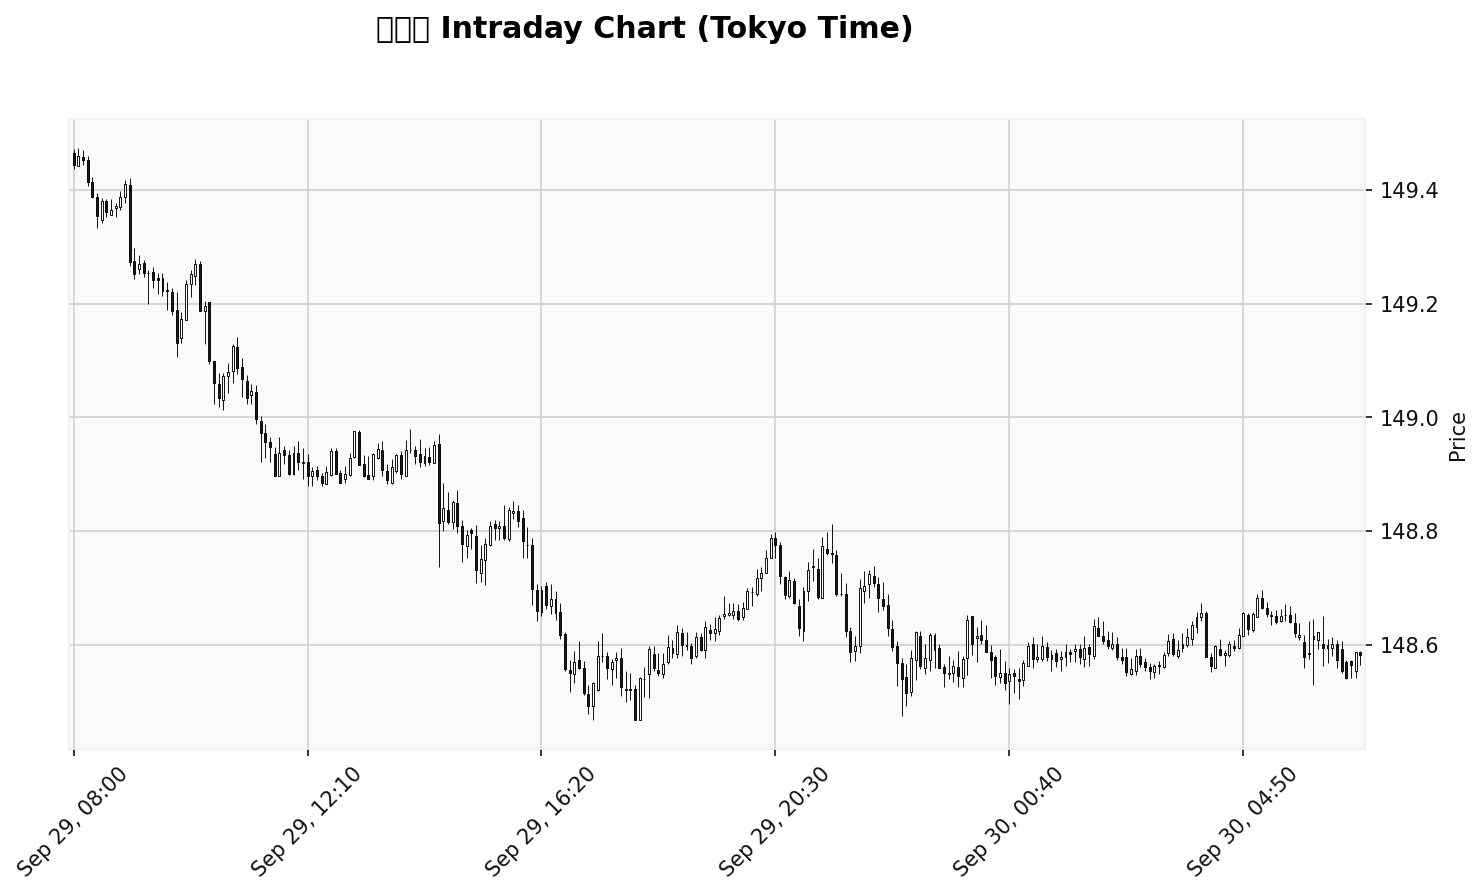 Intraday Chart (Tokyo Time)
149.4
149.2
149.0
148.8
148.6
Price
Sep 29, 08:00
Sep 29, 12:10
Sep 29, 16:20
Sep 29, 20:30
Sep 30, 00:40
Sep 30, 04:50